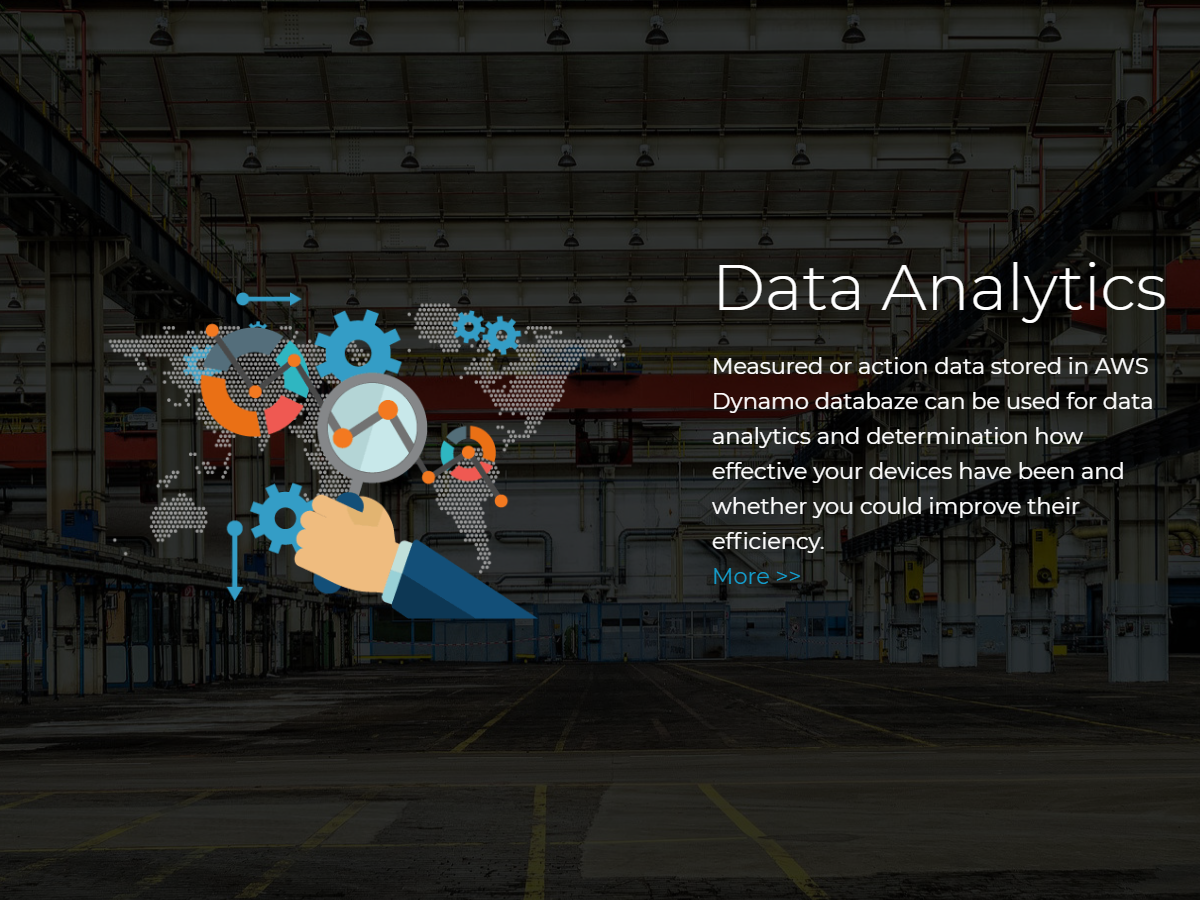 Data Analytics
Measured or action data stored in AWS
Dynamo databaze can be used for data
analytics and determination how
effective your devices have been and
whether you could improve their
efficiency.
More >>